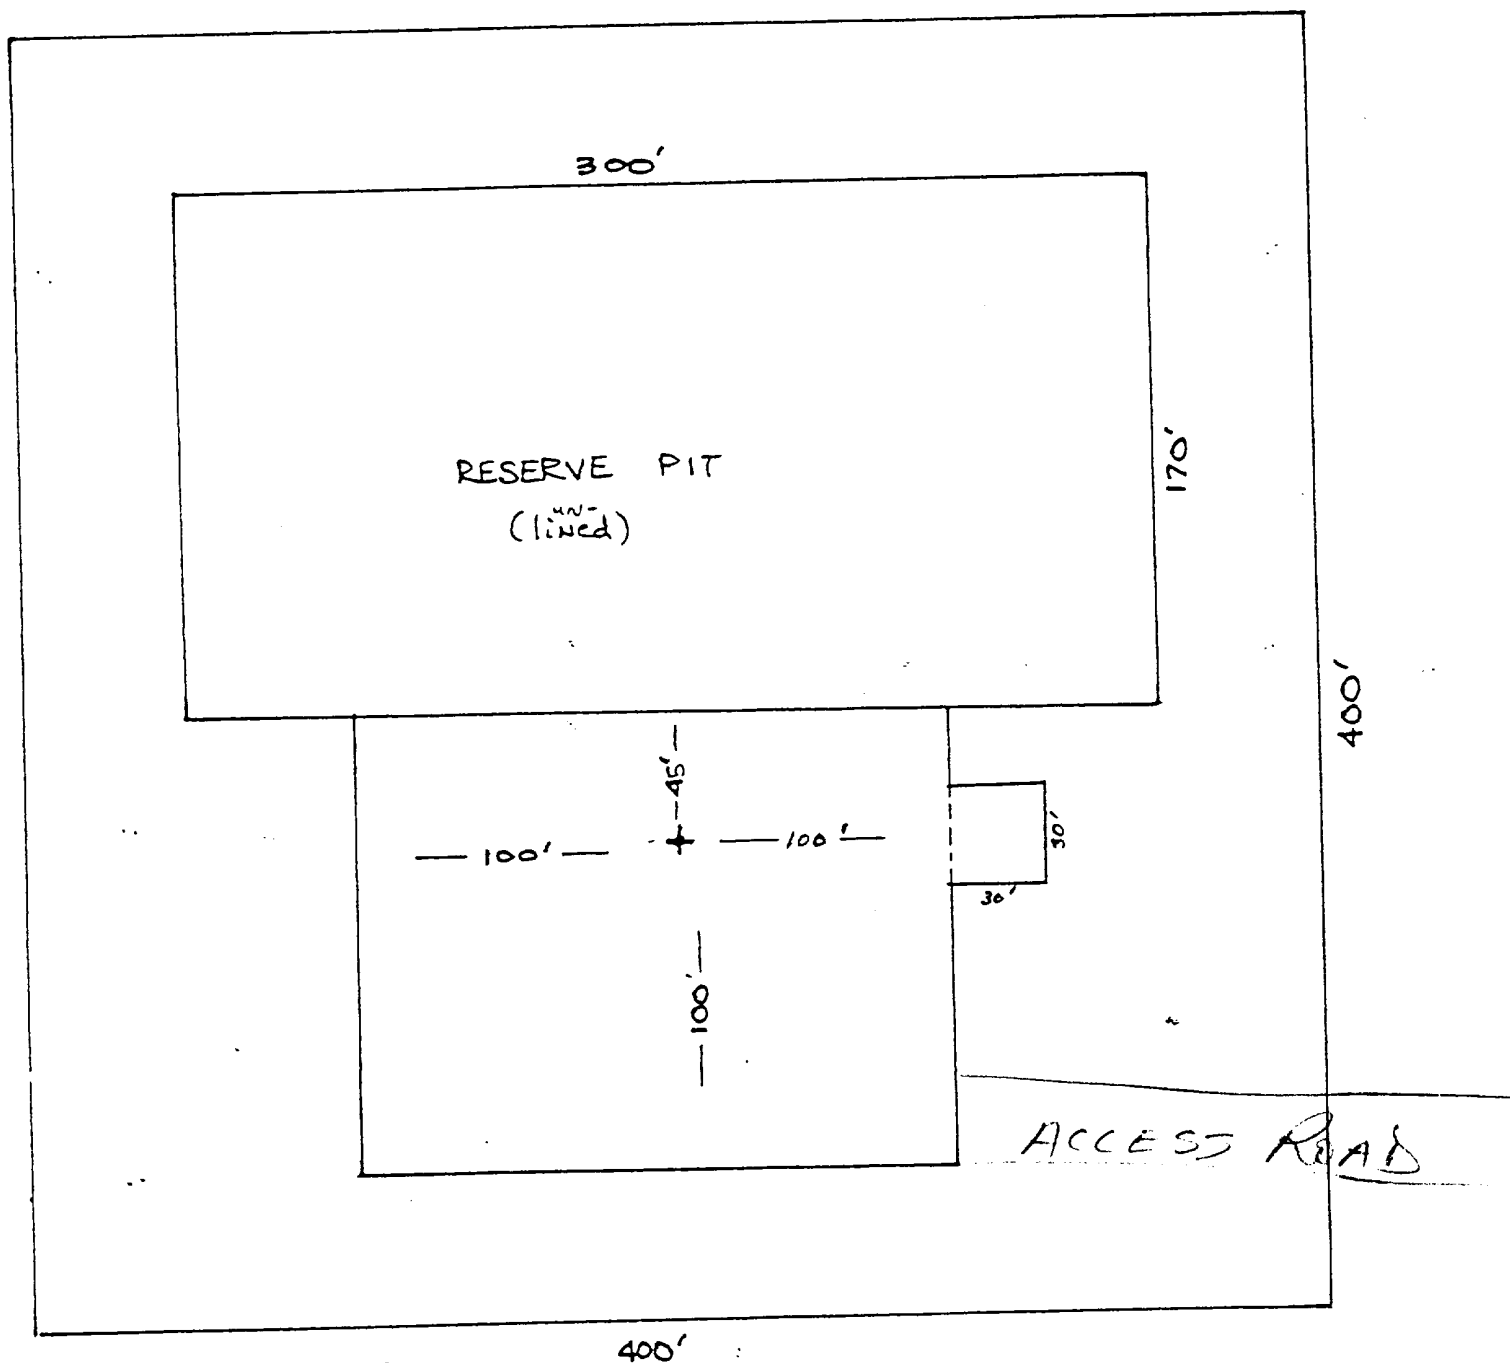 300'
RESERVE PIT
un-
(lined)
170'
400'
45'
100'
100'
30'
30'
100'
ACCESS ROAD
400'